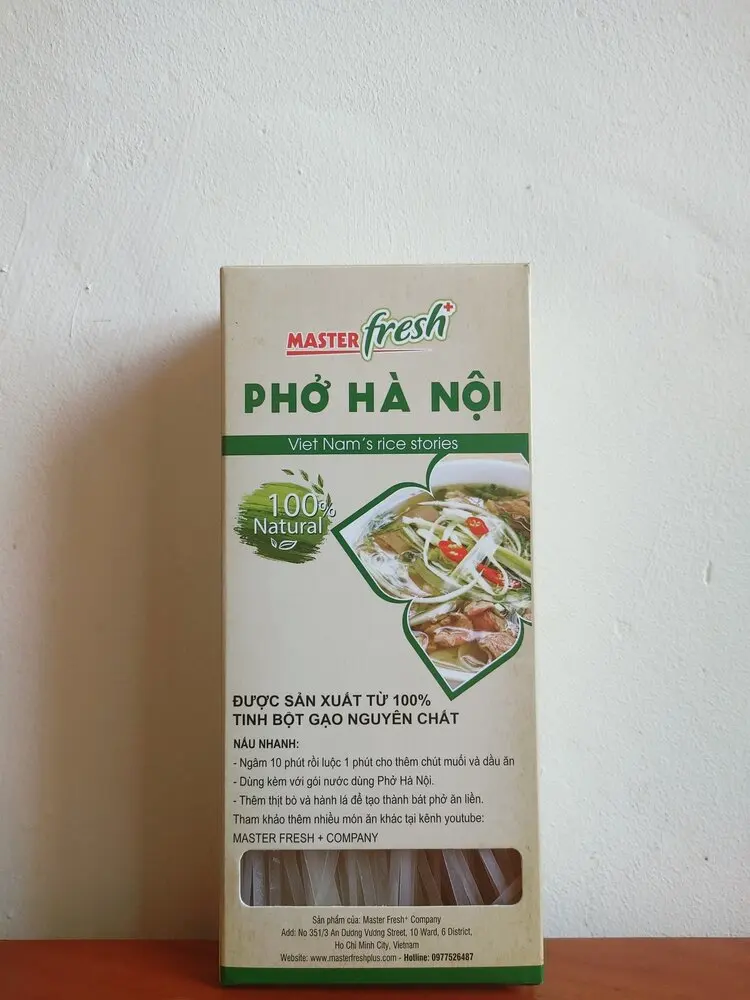 MASTER fresh+
PHỞ HÀ NỘI
Viet Nam's rice stories
100%
Natural
ĐƯỢC SẢN XUẤT TỪ 100%
TINH BỘT GẠO NGUYÊN CHẤT
NẤU NHANH:
- Ngâm 10 phút rồi luộc 1 phút cho thêm chút muối và dầu ăn
- Dùng kèm với gói nước dùng Phở Hà Nội.
- Thêm thịt bò và hành lá để tạo thành bát phở ăn liền.
Tham khảo thêm nhiều món ăn khác tại kênh youtube:
MASTER FRESH + COMPANY
Sản phẩm của: Master Fresh+ Company
Add: No 351/3 An Dương Vương Street, 10 Ward, 6 District,
Ho Chi Minh City, Vietnam
Website: www.masterfreshplus.com - Hotline: 0977526487